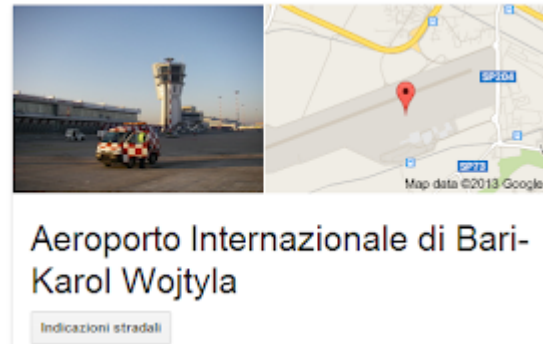 SP204
SP73
Map data ©2013 Google
Aeroporto Internazionale di Bari-
Karol Wojtyla
Indicazioni stradali